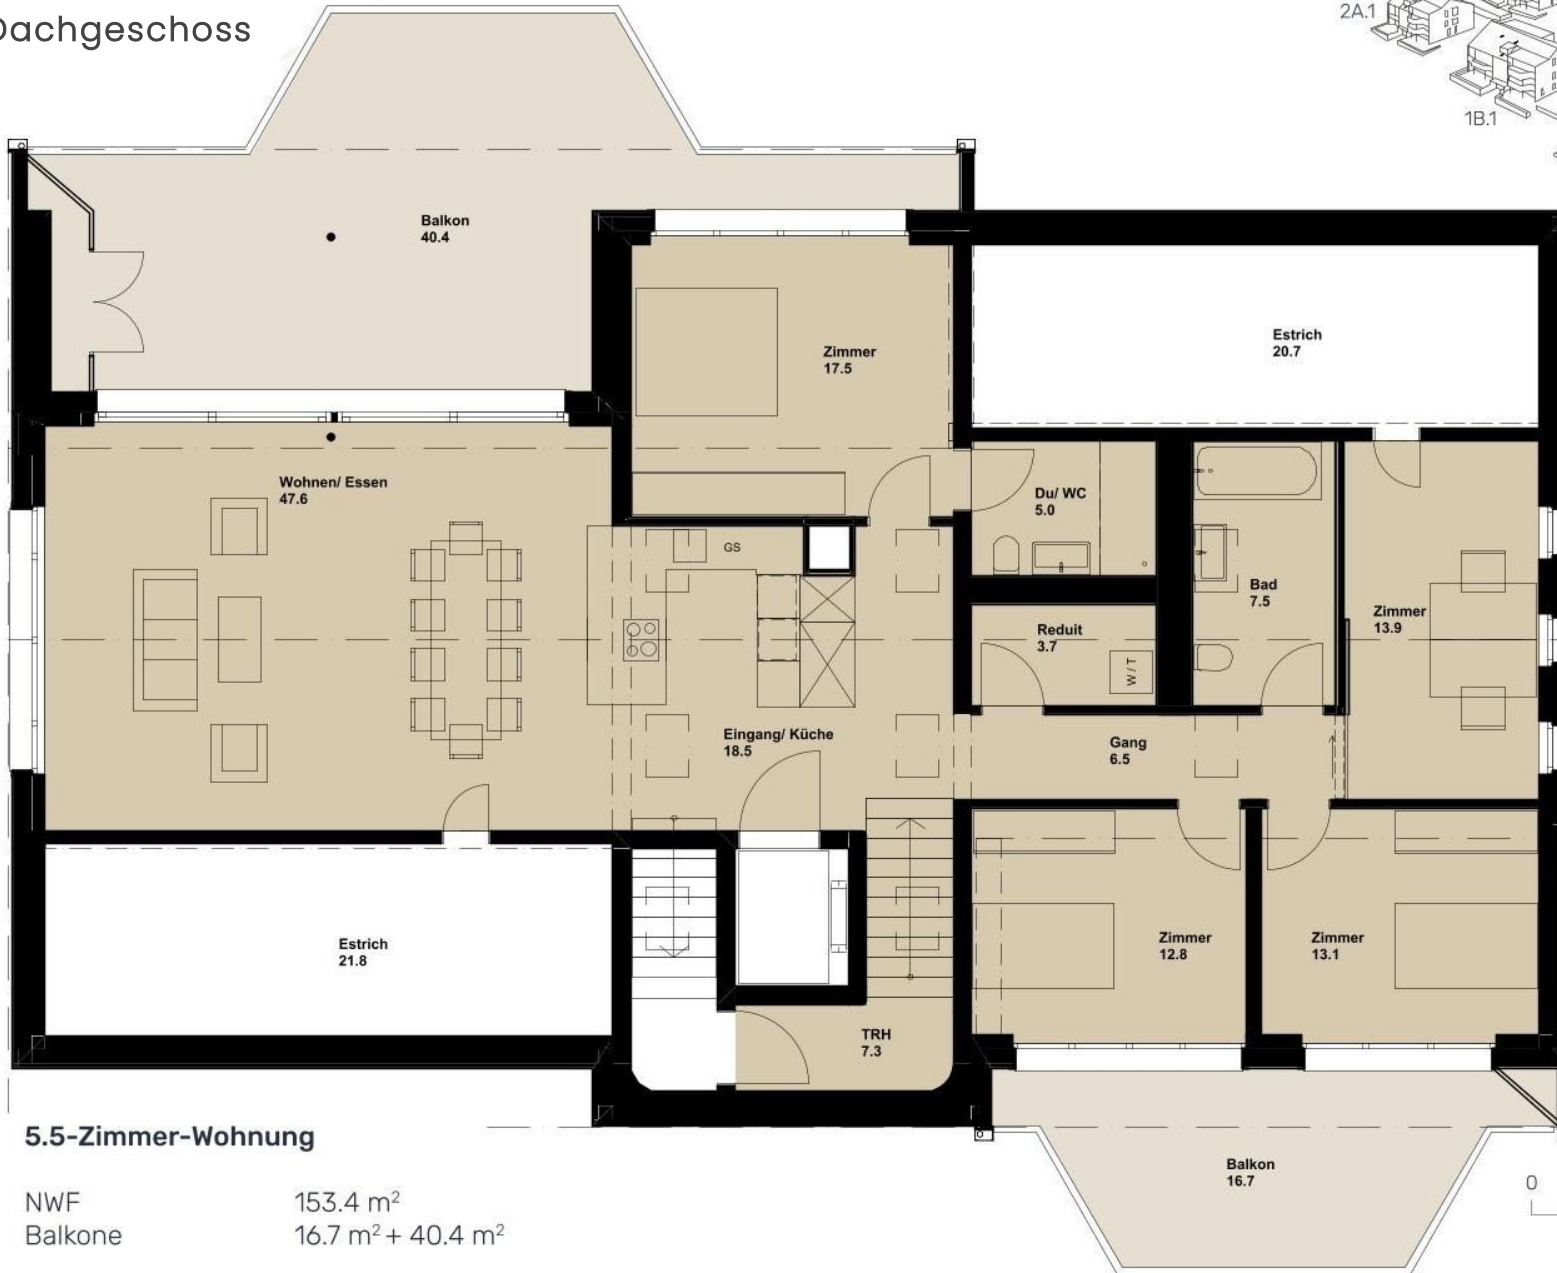 Dachgeschoss
2A.1
1B.1
Balkon
40.4
Zimmer
17.5
Estrich
20.7
Wohnen/ Essen
47.6
Du/ WC
5.0
GS
Bad
7.5
Zimmer
13.9
Reduit
3.7
W / T
Eingang/ Küche
18.5
Gang
6.5
Estrich
21.8
Zimmer
12.8
Zimmer
13.1
TRH
7.3
5.5-Zimmer-Wohnung
Balkon
16.7
0
NWF 153.4 m²
Balkone 16.7 m² + 40.4 m²